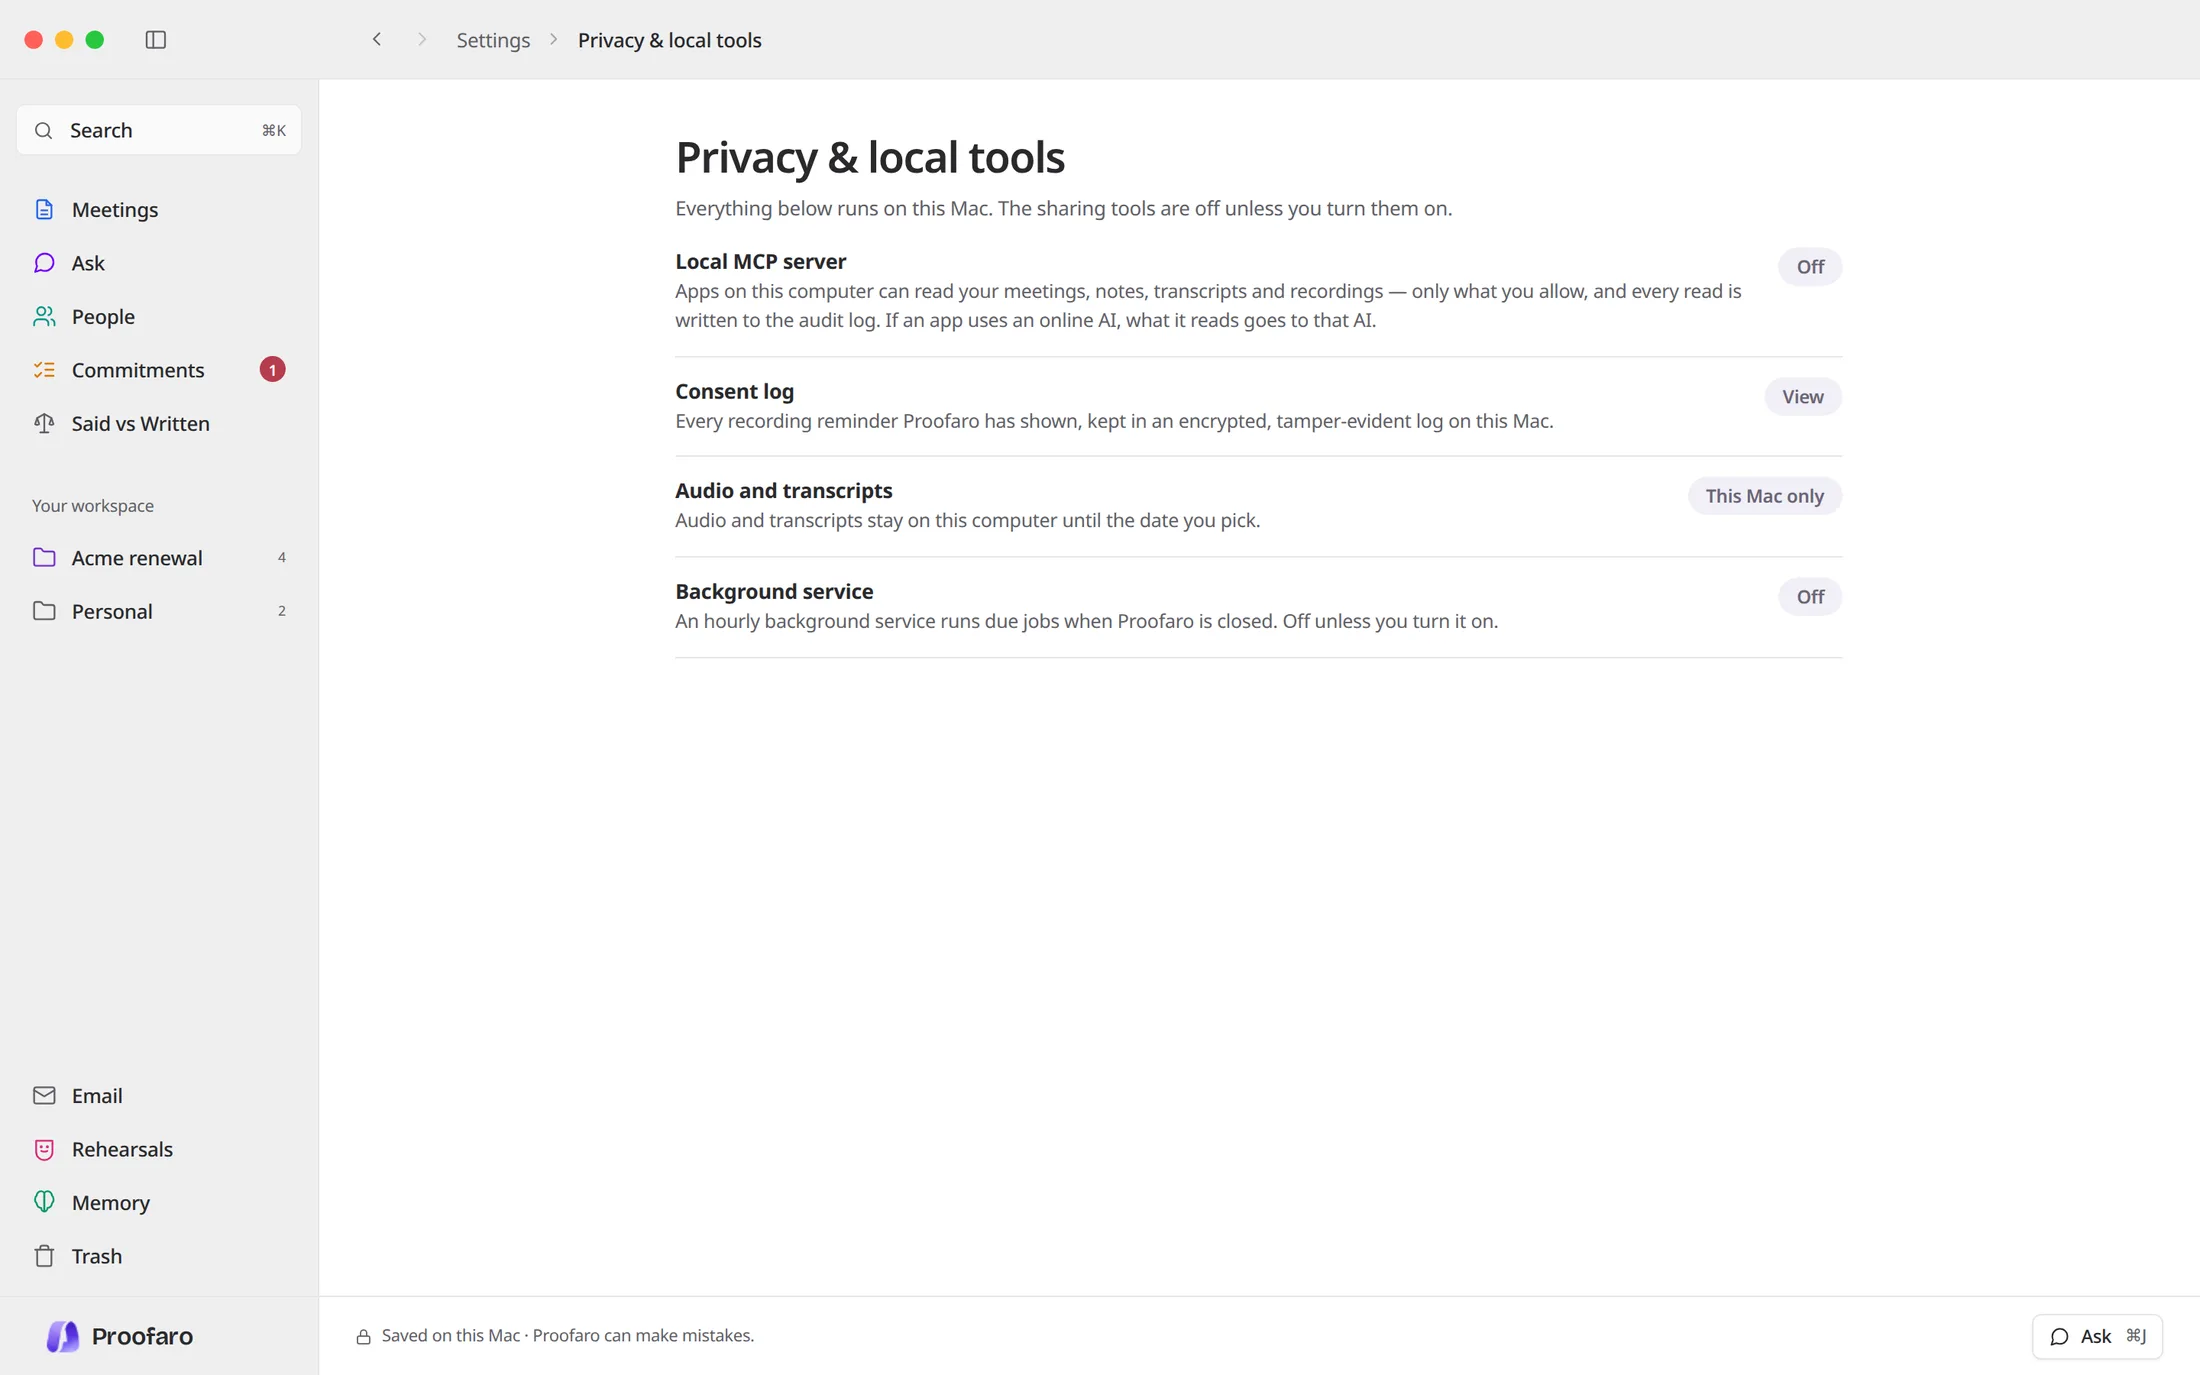 Settings
Privacy & local tools
Search
⌘K
Meetings
Ask
People
Commitments
1
Said vs Written
Your workspace
Acme renewal
4
Personal
2
Email
Rehearsals
Memory
Trash
Proofaro
Privacy & local tools
Everything below runs on this Mac. The sharing tools are off unless you turn them on.
Local MCP server
Off
Apps on this computer can read your meetings, notes, transcripts and recordings — only what you allow, and every read is
written to the audit log. If an app uses an online AI, what it reads goes to that AI.
Consent log
View
Every recording reminder Proofaro has shown, kept in an encrypted, tamper-evident log on this Mac.
Audio and transcripts
This Mac only
Audio and transcripts stay on this computer until the date you pick.
Background service
Off
An hourly background service runs due jobs when Proofaro is closed. Off unless you turn it on.
Saved on this Mac · Proofaro can make mistakes.
Ask ⌘J